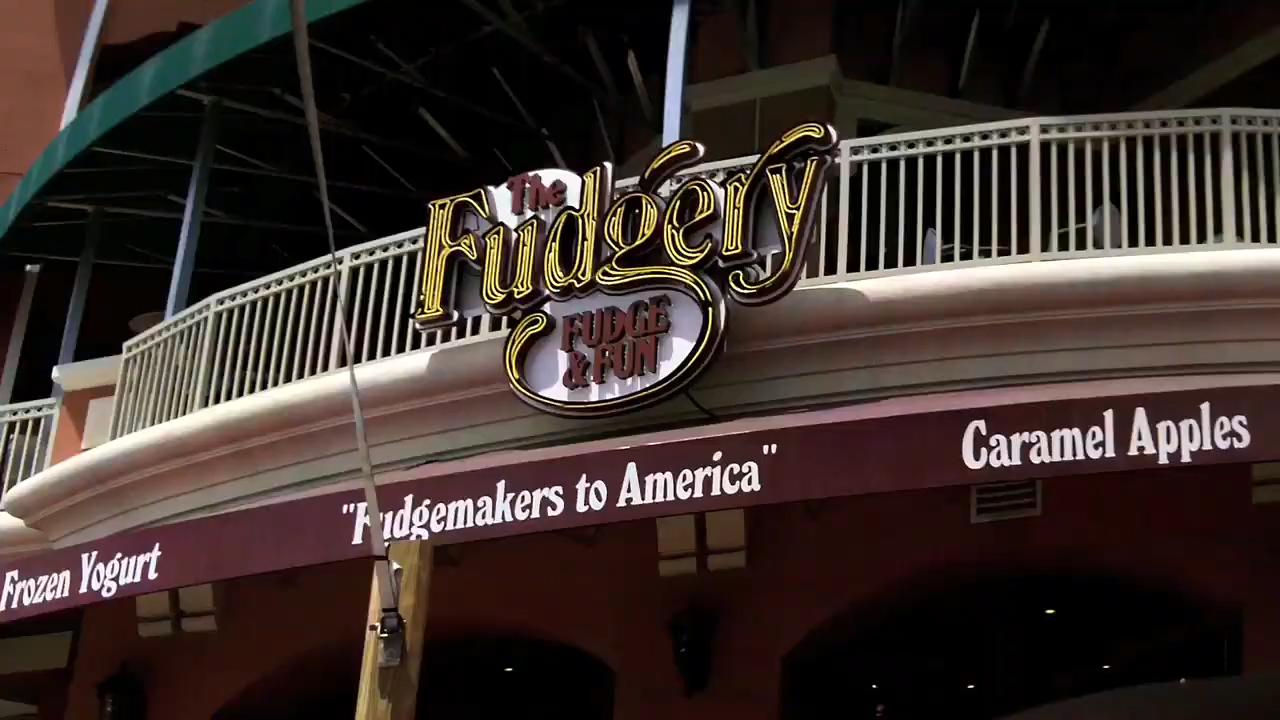 The
Fudgery
FUDGE
& FUN
Frozen Yogurt
"Fudgemakers to America"
Caramel Apples